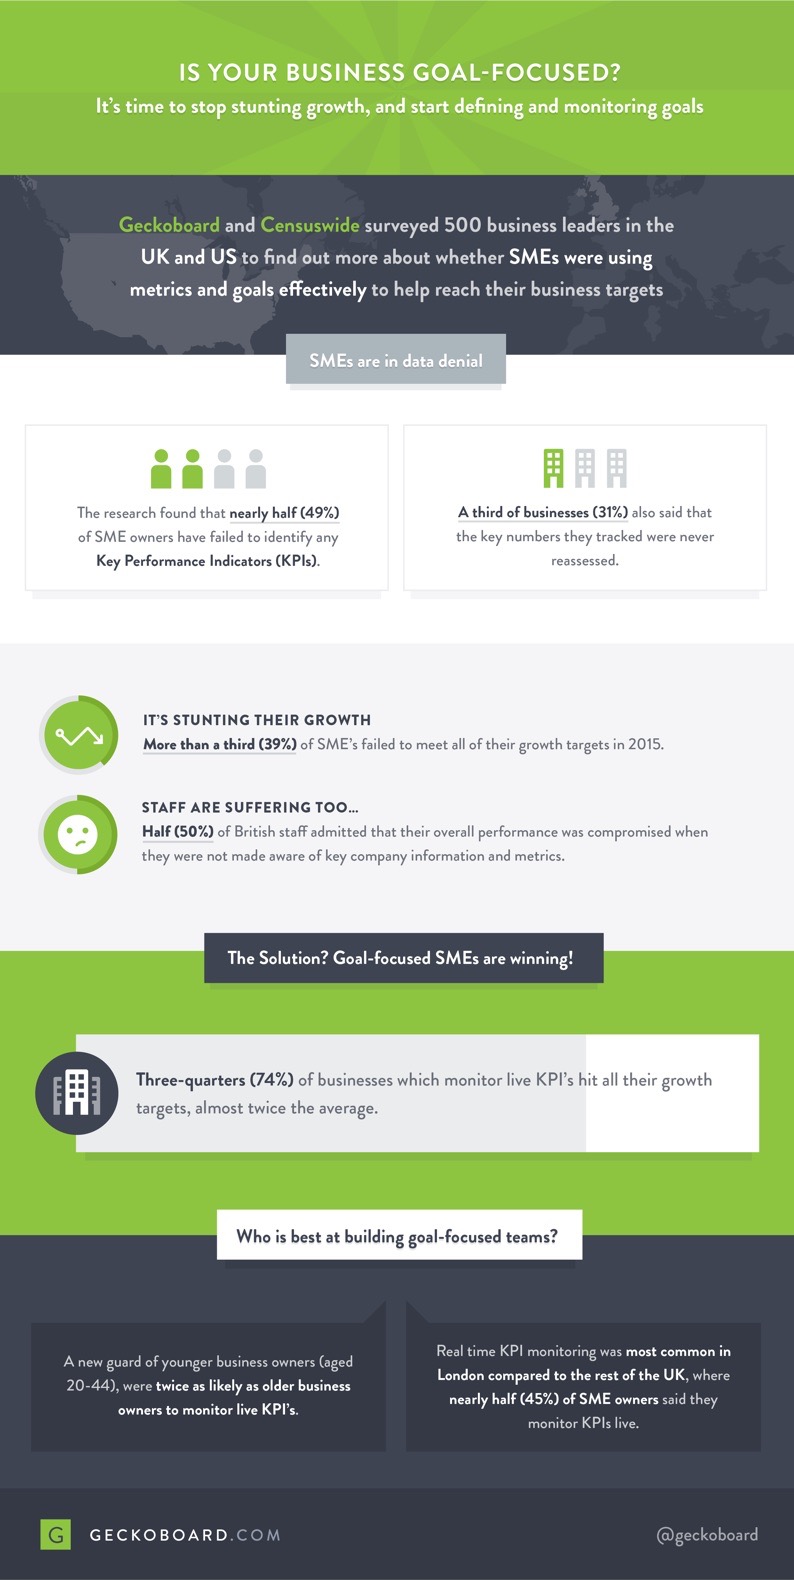 IS YOUR BUSINESS GOAL-FOCUSED?
It's time to stop stunting growth, and start defining and monitoring goals
Geckoboard and Censuswide surveyed 500 business leaders in the
UK and US to find out more about whether SMEs were using
metrics and goals effectively to help reach their business targets
SMEs are in data denial
The research found that nearly half (49%)
of SME owners have failed to identify any
Key Performance Indicators (KPIs).
A third of businesses (31%) also said that
the key numbers they tracked were never
reassessed.
IT'S STUNTING THEIR GROWTH
More than a third (39%) of SME's failed to meet all of their growth targets in 2015.
STAFF ARE SUFFERING TOO...
Half (50%) of British staff admitted that their overall performance was compromised when
they were not made aware of key company information and metrics.
The Solution? Goal-focused SMEs are winning!
Three-quarters (74%) of businesses which monitor live KPI's hit all their growth
targets, almost twice the average.
Who is best at building goal-focused teams?
A new guard of younger business owners (aged
20-44), were twice as likely as older business
owners to monitor live KPI's.
Real time KPI monitoring was most common in
London compared to the rest of the UK, where
nearly half (45%) of SME owners said they
monitor KPIs live.
G GECKOBOARD.COM
@geckoboard